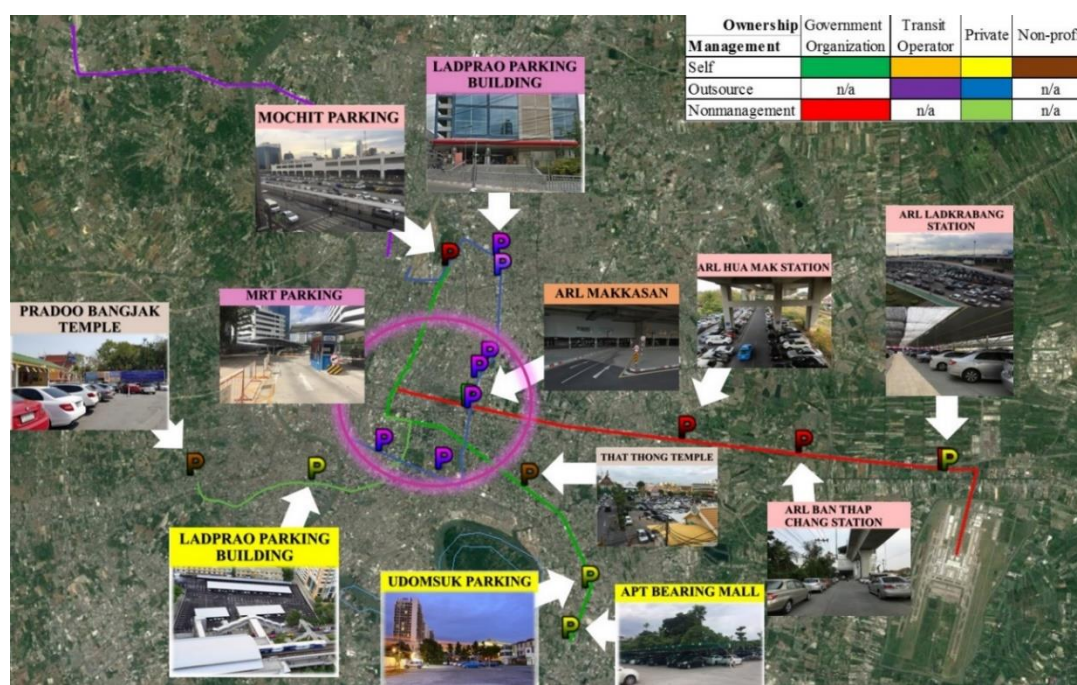 Ownership Government Transit Private Non-profi
Management Organization Operator
Self
Outsource n/a n/a
Nonmanagement n/a n/a
LADPRAO PARKING
BUILDING
MOCHIT PARKING
P
P
P
ARL LADKRABANG
STATION
ARL HUA MAK STATION
MRT PARKING
ARL MAKKASAN
PRADOO BANGJAK
TEMPLE
P
P
P
P
P
P
P
P
P
P
P
P
THAT THONG TEMPLE
ARL BAN THAP
CHANG STATION
LADPRAO PARKING
BUILDING
UDOMSUK PARKING
P
APT BEARING MALL
P